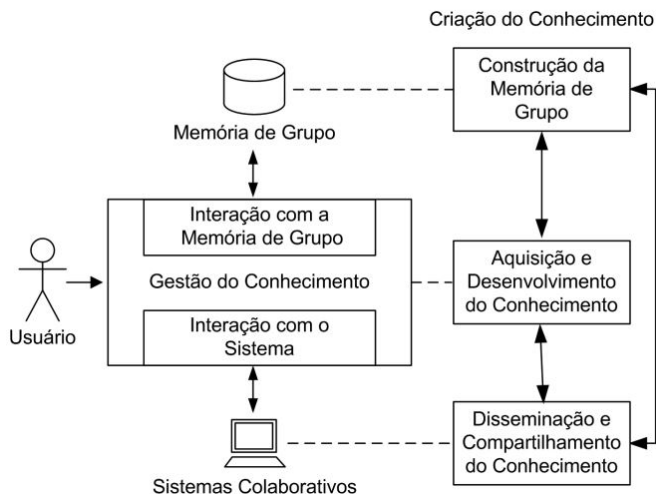 Criação do Conhecimento
Construção da
Memória de
Grupo
Memória de Grupo
Interação com a
Memória de Grupo
Gestão do Conhecimento
Interação com o
Sistema
Usuário
Aquisição e
Desenvolvimento
do Conhecimento
Disseminação e
Compartilhamento
do Conhecimento
Sistemas Colaborativos